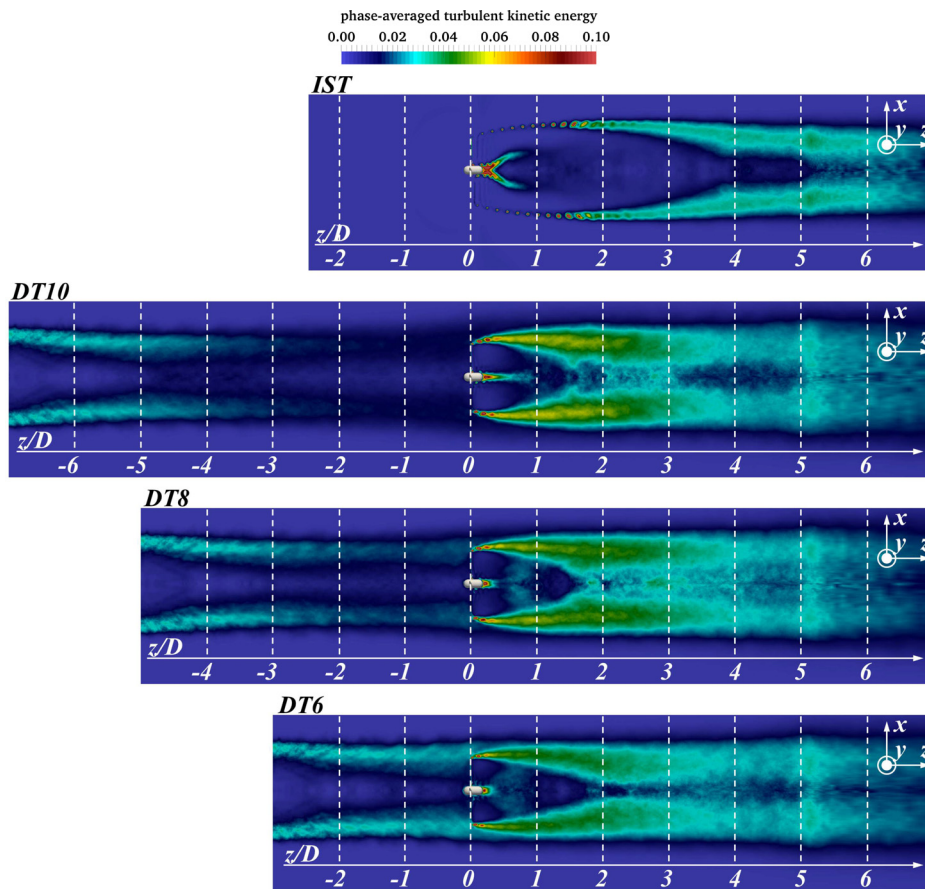 phase-averaged turbulent kinetic energy
0.00 0.02 0.04 0.06 0.08 0.10
IST
x
y z
z/D
-2 -1 0 1 2 3 4 5 6
DT10
x
y z
z/D
-6 -5 -4 -3 -2 -1 0 1 2 3 4 5 6
DT8
x
y z
z/D
-4 -3 -2 -1 0 1 2 3 4 5 6
DT6
x
y z
z/D
-2 -1 0 1 2 3 4 5 6